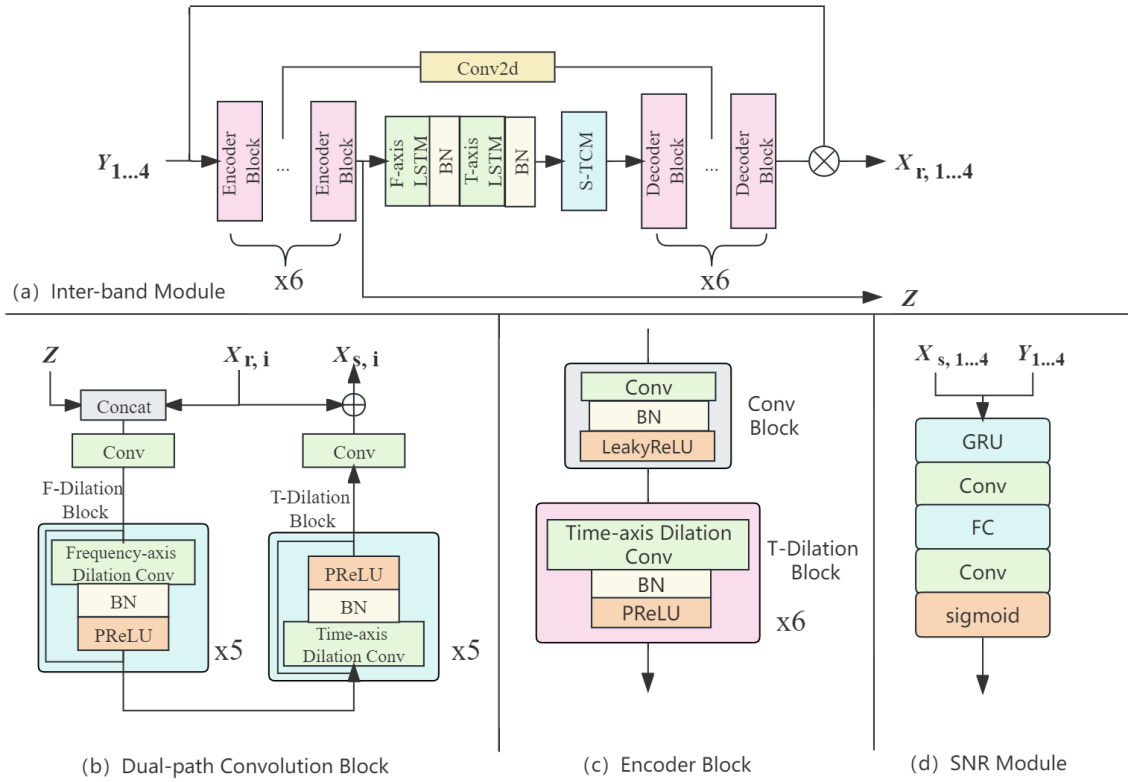 Conv2d
Y1...4
Encoder
Block
...
Encoder
Block
F-axis
LSTM
BN
T-axis
LSTM
BN
S-TCM
Decoder
Block
...
Decoder
Block
Xr, 1...4
x6
x6
(a) Inter-band Module
Z
Z
Xr, i
Xs, i
Concat
Conv
Conv
F-Dilation
Block
T-Dilation
Block
Frequency-axis
Dilation Conv
BN
PReLU
x5
PReLU
BN
Time-axis
Dilation Conv
x5
(b) Dual-path Convolution Block
Conv
BN
LeakyReLU
Conv
Block
Time-axis Dilation
Conv
BN
PReLU
T-Dilation
Block
x6
(c) Encoder Block
Xs, 1...4
Y1...4
GRU
Conv
FC
Conv
sigmoid
(d) SNR Module